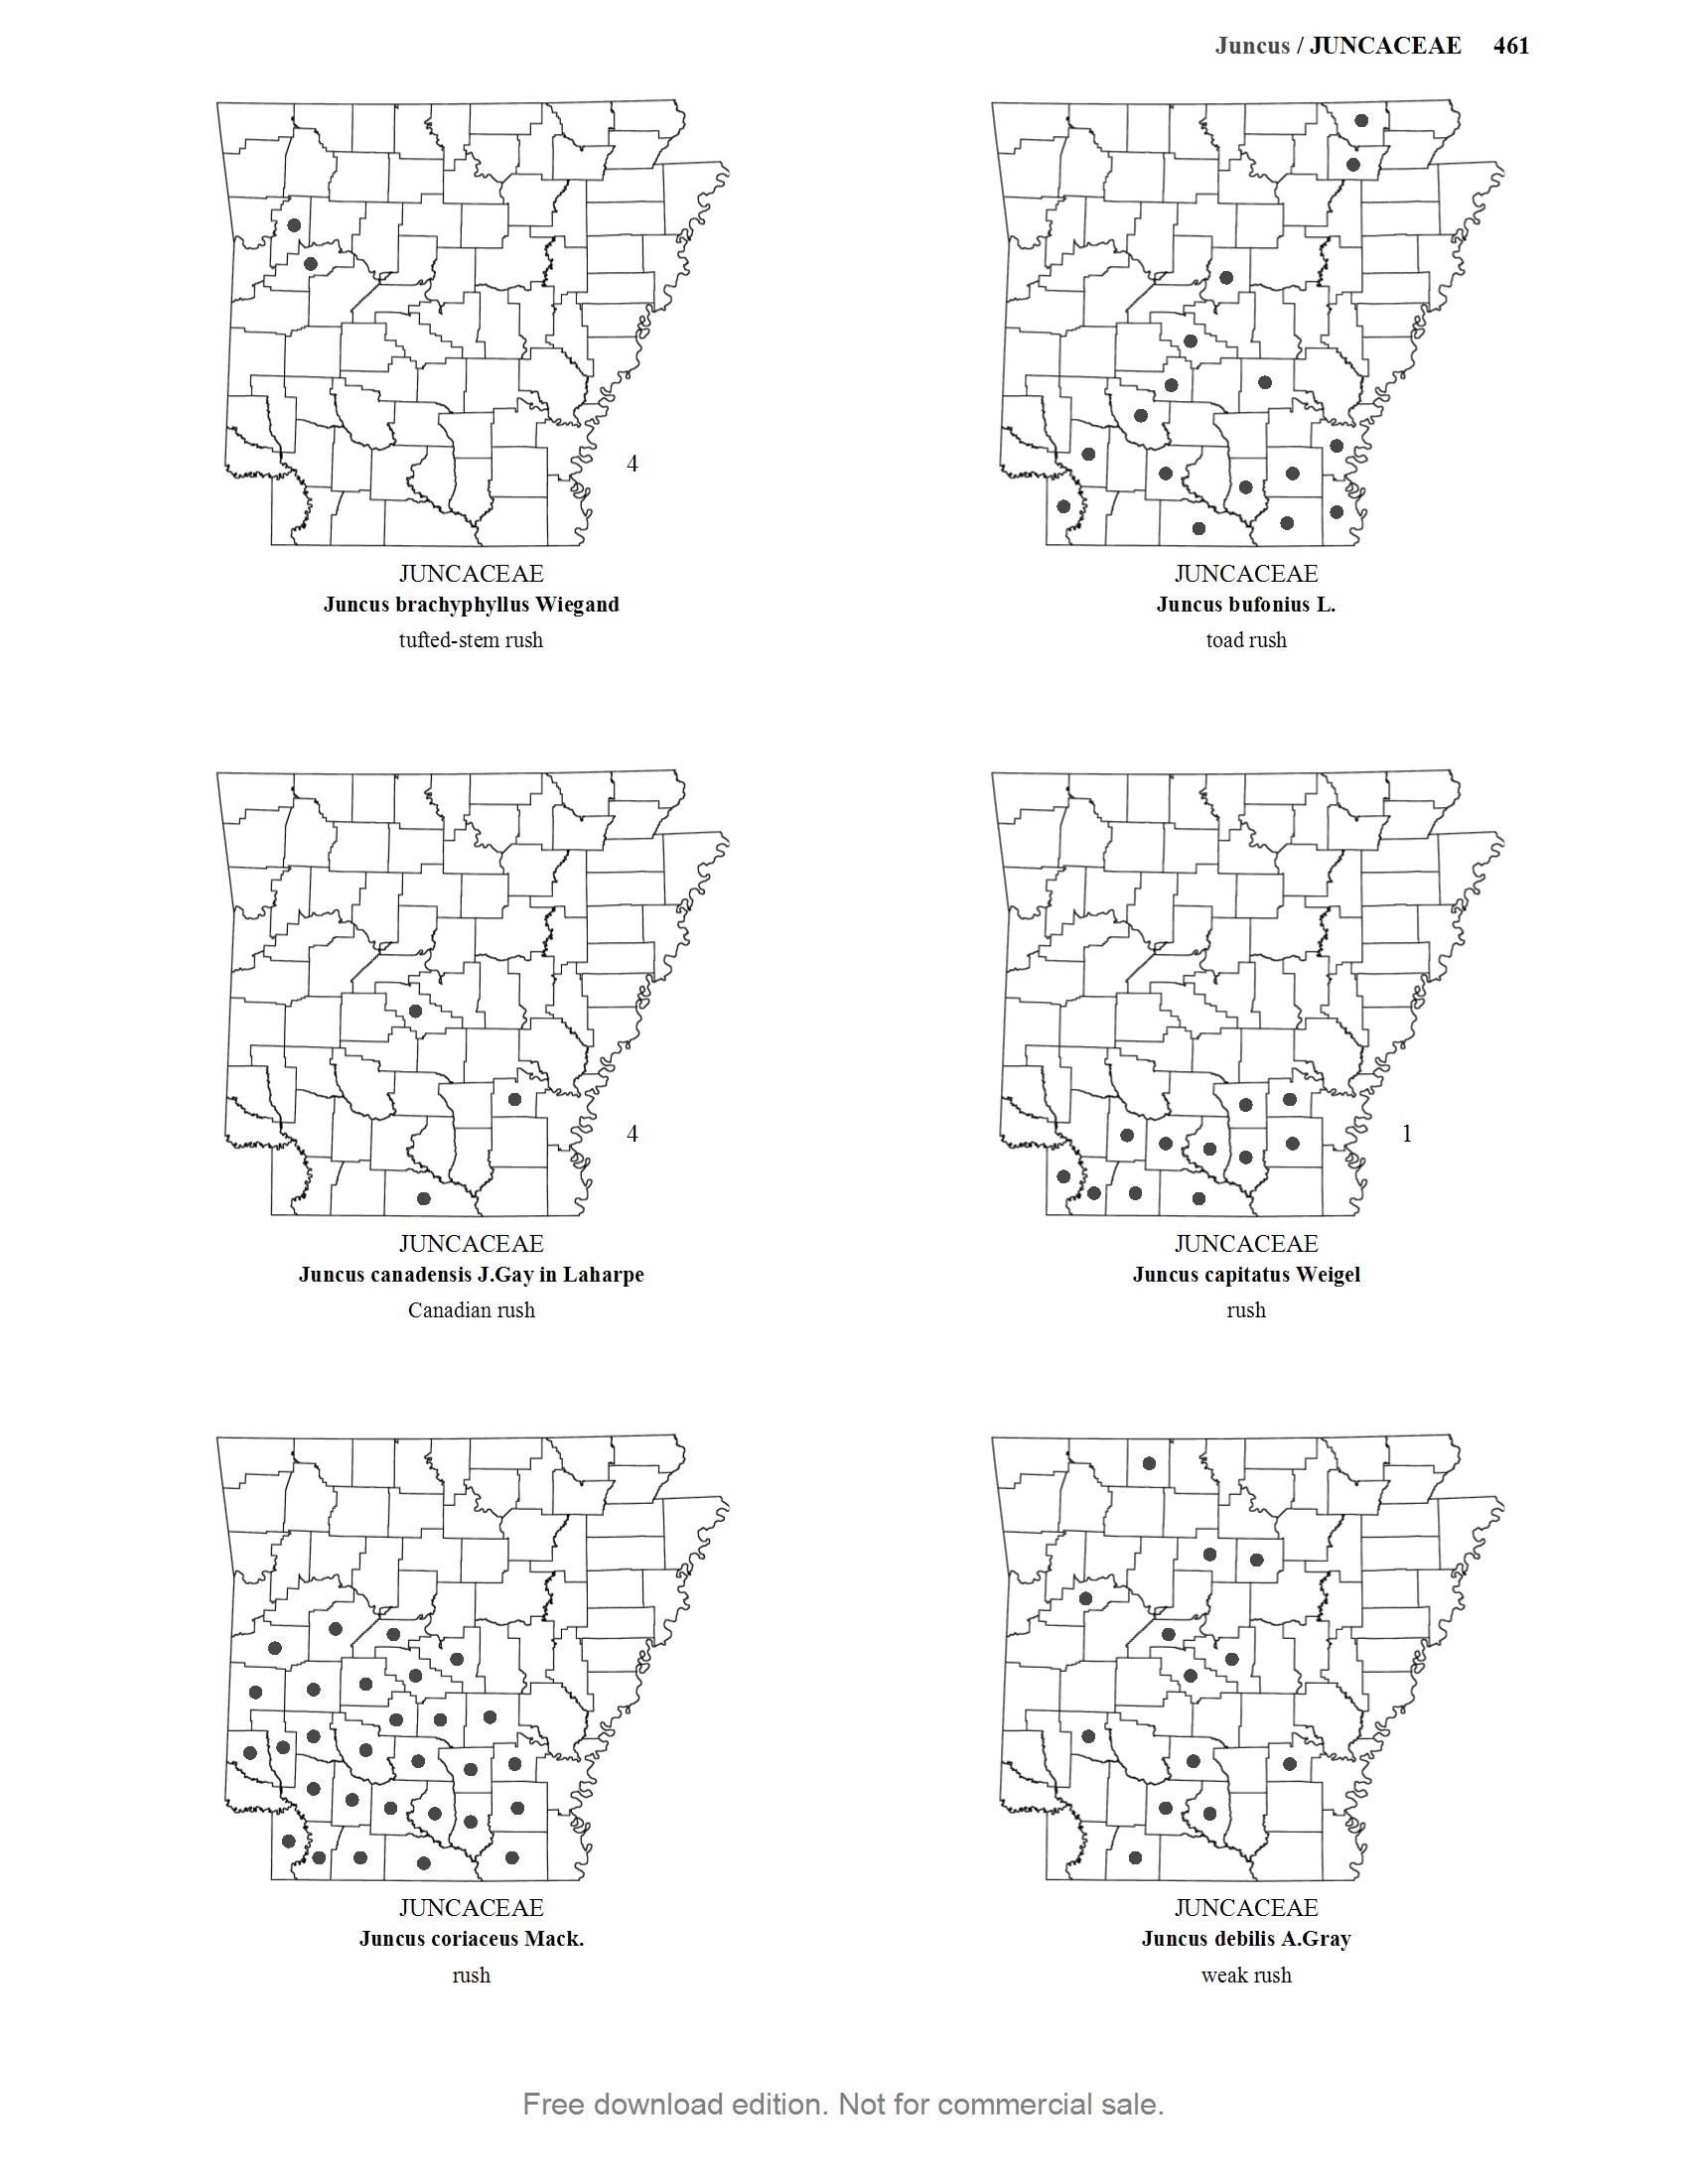 Juncus / JUNCACEAE 461
4
JUNCACEAE
Juncus brachyphyllus Wiegand
tufted-stem rush
JUNCACEAE
Juncus bufonius L.
toad rush
4
JUNCACEAE
Juncus canadensis J.Gay in Laharpe
Canadian rush
1
JUNCACEAE
Juncus capitatus Weigel
rush
JUNCACEAE
Juncus coriaceus Mack.
rush
JUNCACEAE
Juncus debilis A.Gray
weak rush
Free download edition. Not for commercial sale.